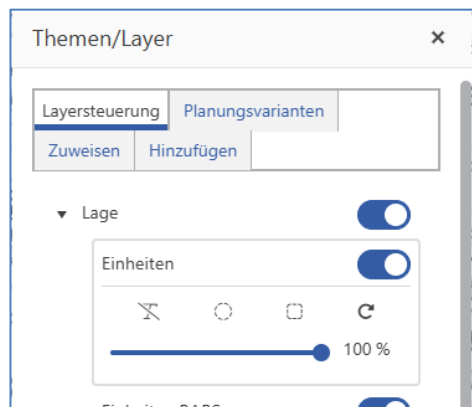 Themen/Layer
Layersteuerung Planungsvarianten
Zuweisen Hinzufügen
Lage
Einheiten
100 %